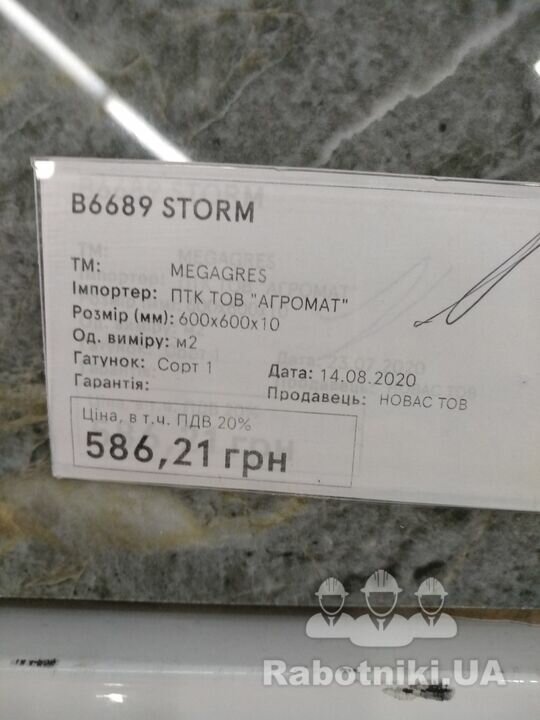 B6689 STORM
ТМ: MEGAGRES
Імпортер: ПТК ТОВ "АГРОМАТ"
Розмір (мм): 600x600x10
Од. виміру: м2
Гатунок: Сорт 1
Гарантія:
Дата: 14.08.2020
Продавець: НОВАС ТОВ
Ціна, в т.ч. ПДВ 20%
586,21 грн
Rabotniki.UA